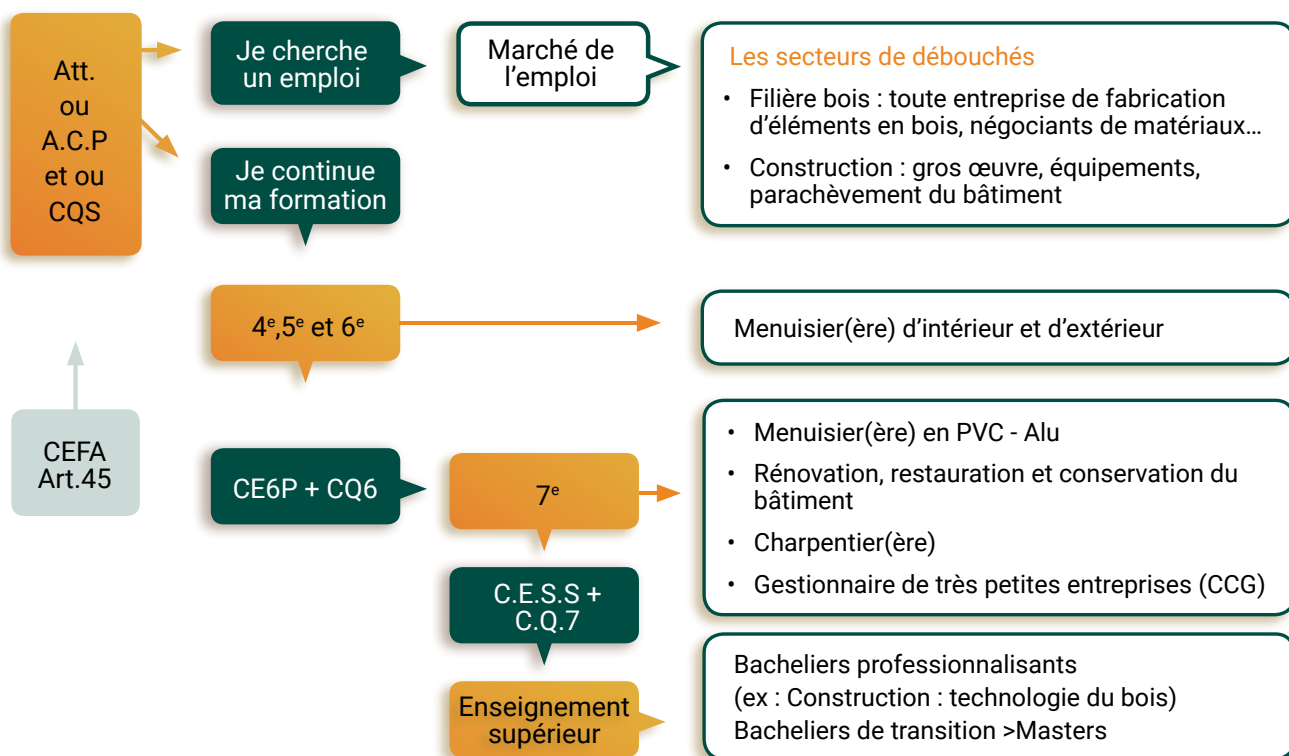 Att.
ou
A.C.P
et ou
CQS
Je cherche
un emploi
Marché de
l’emploi
Les secteurs de débouchés
• Filière bois : toute entreprise de fabrication
d’éléments en bois, négociants de matériaux…
• Construction : gros œuvre, équipements,
parachèvement du bâtiment
Je continue
ma formation
4e,5e et 6e
Menuisier(ère) d’intérieur et d’extérieur
CEFA
Art.45
CE6P + CQ6
7e
• Menuisier(ère) en PVC - Alu
• Rénovation, restauration et conservation du
bâtiment
• Charpentier(ère)
• Gestionnaire de très petites entreprises (CCG)
C.E.S.S +
C.Q.7
Enseignement
supérieur
Bacheliers professionnalisants
(ex : Construction : technologie du bois)
Bacheliers de transition >Masters